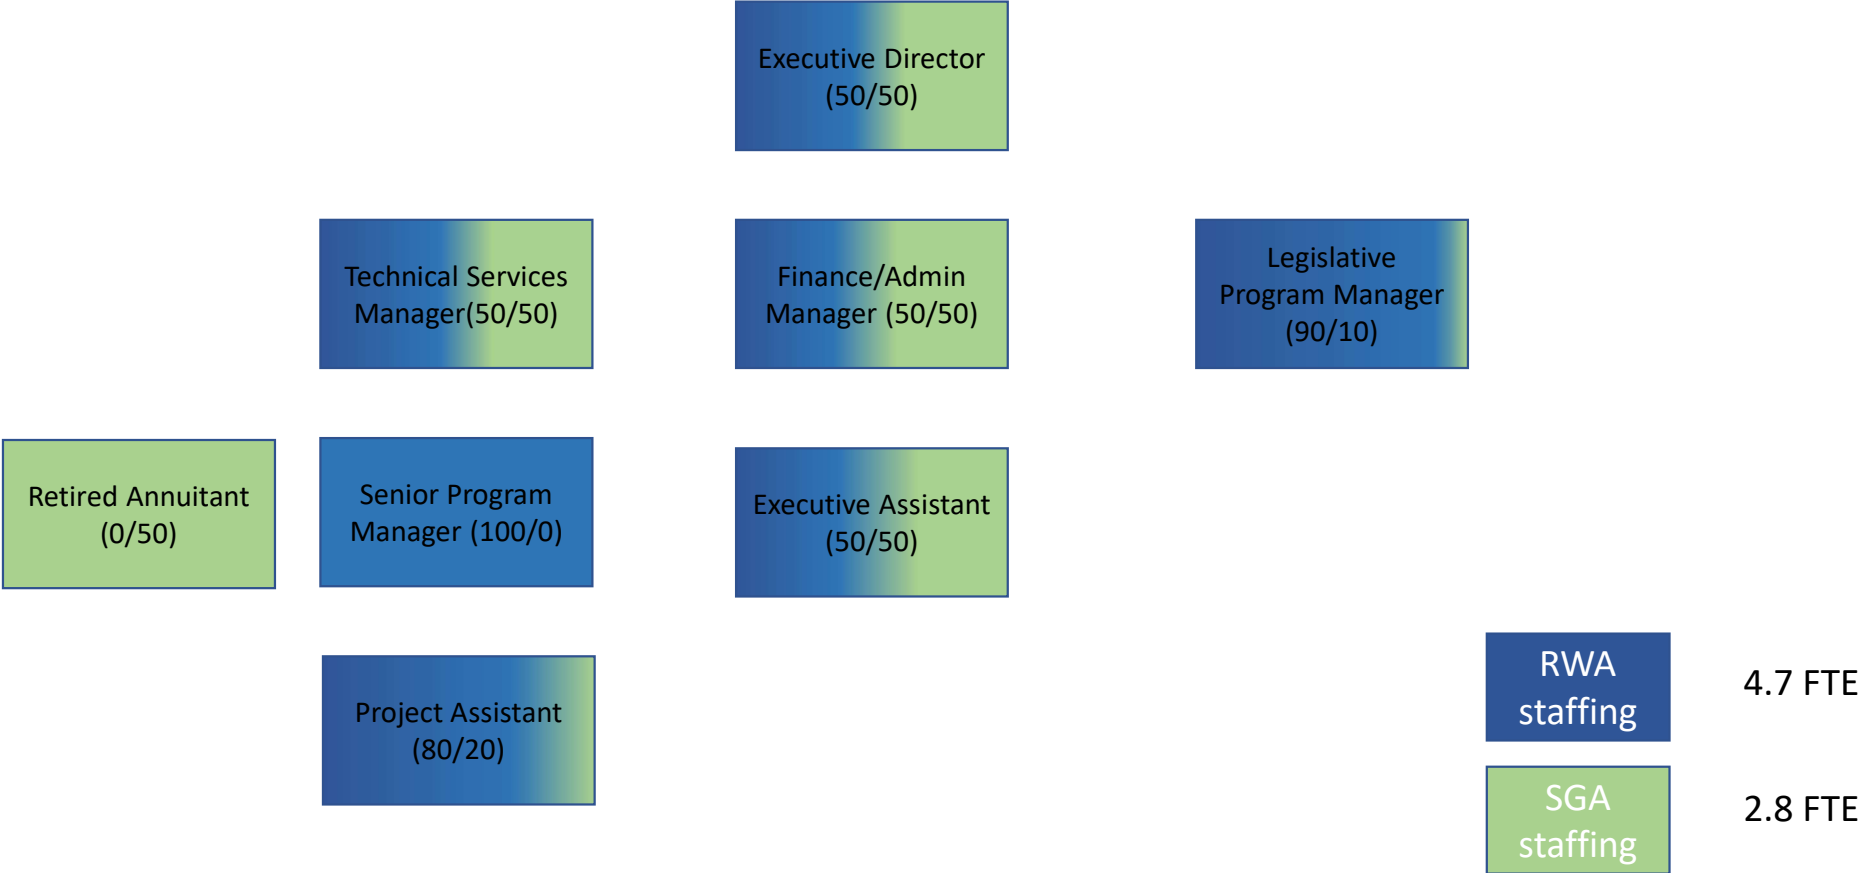 Executive Director
(50/50)
Technical Services
Manager(50/50)
Finance/Admin
Manager (50/50)
Legislative
Program Manager
(90/10)
Retired Annuitant
(0/50)
Senior Program
Manager (100/0)
Executive Assistant
(50/50)
Project Assistant
(80/20)
RWA
staffing
4.7 FTE
SGA
staffing
2.8 FTE